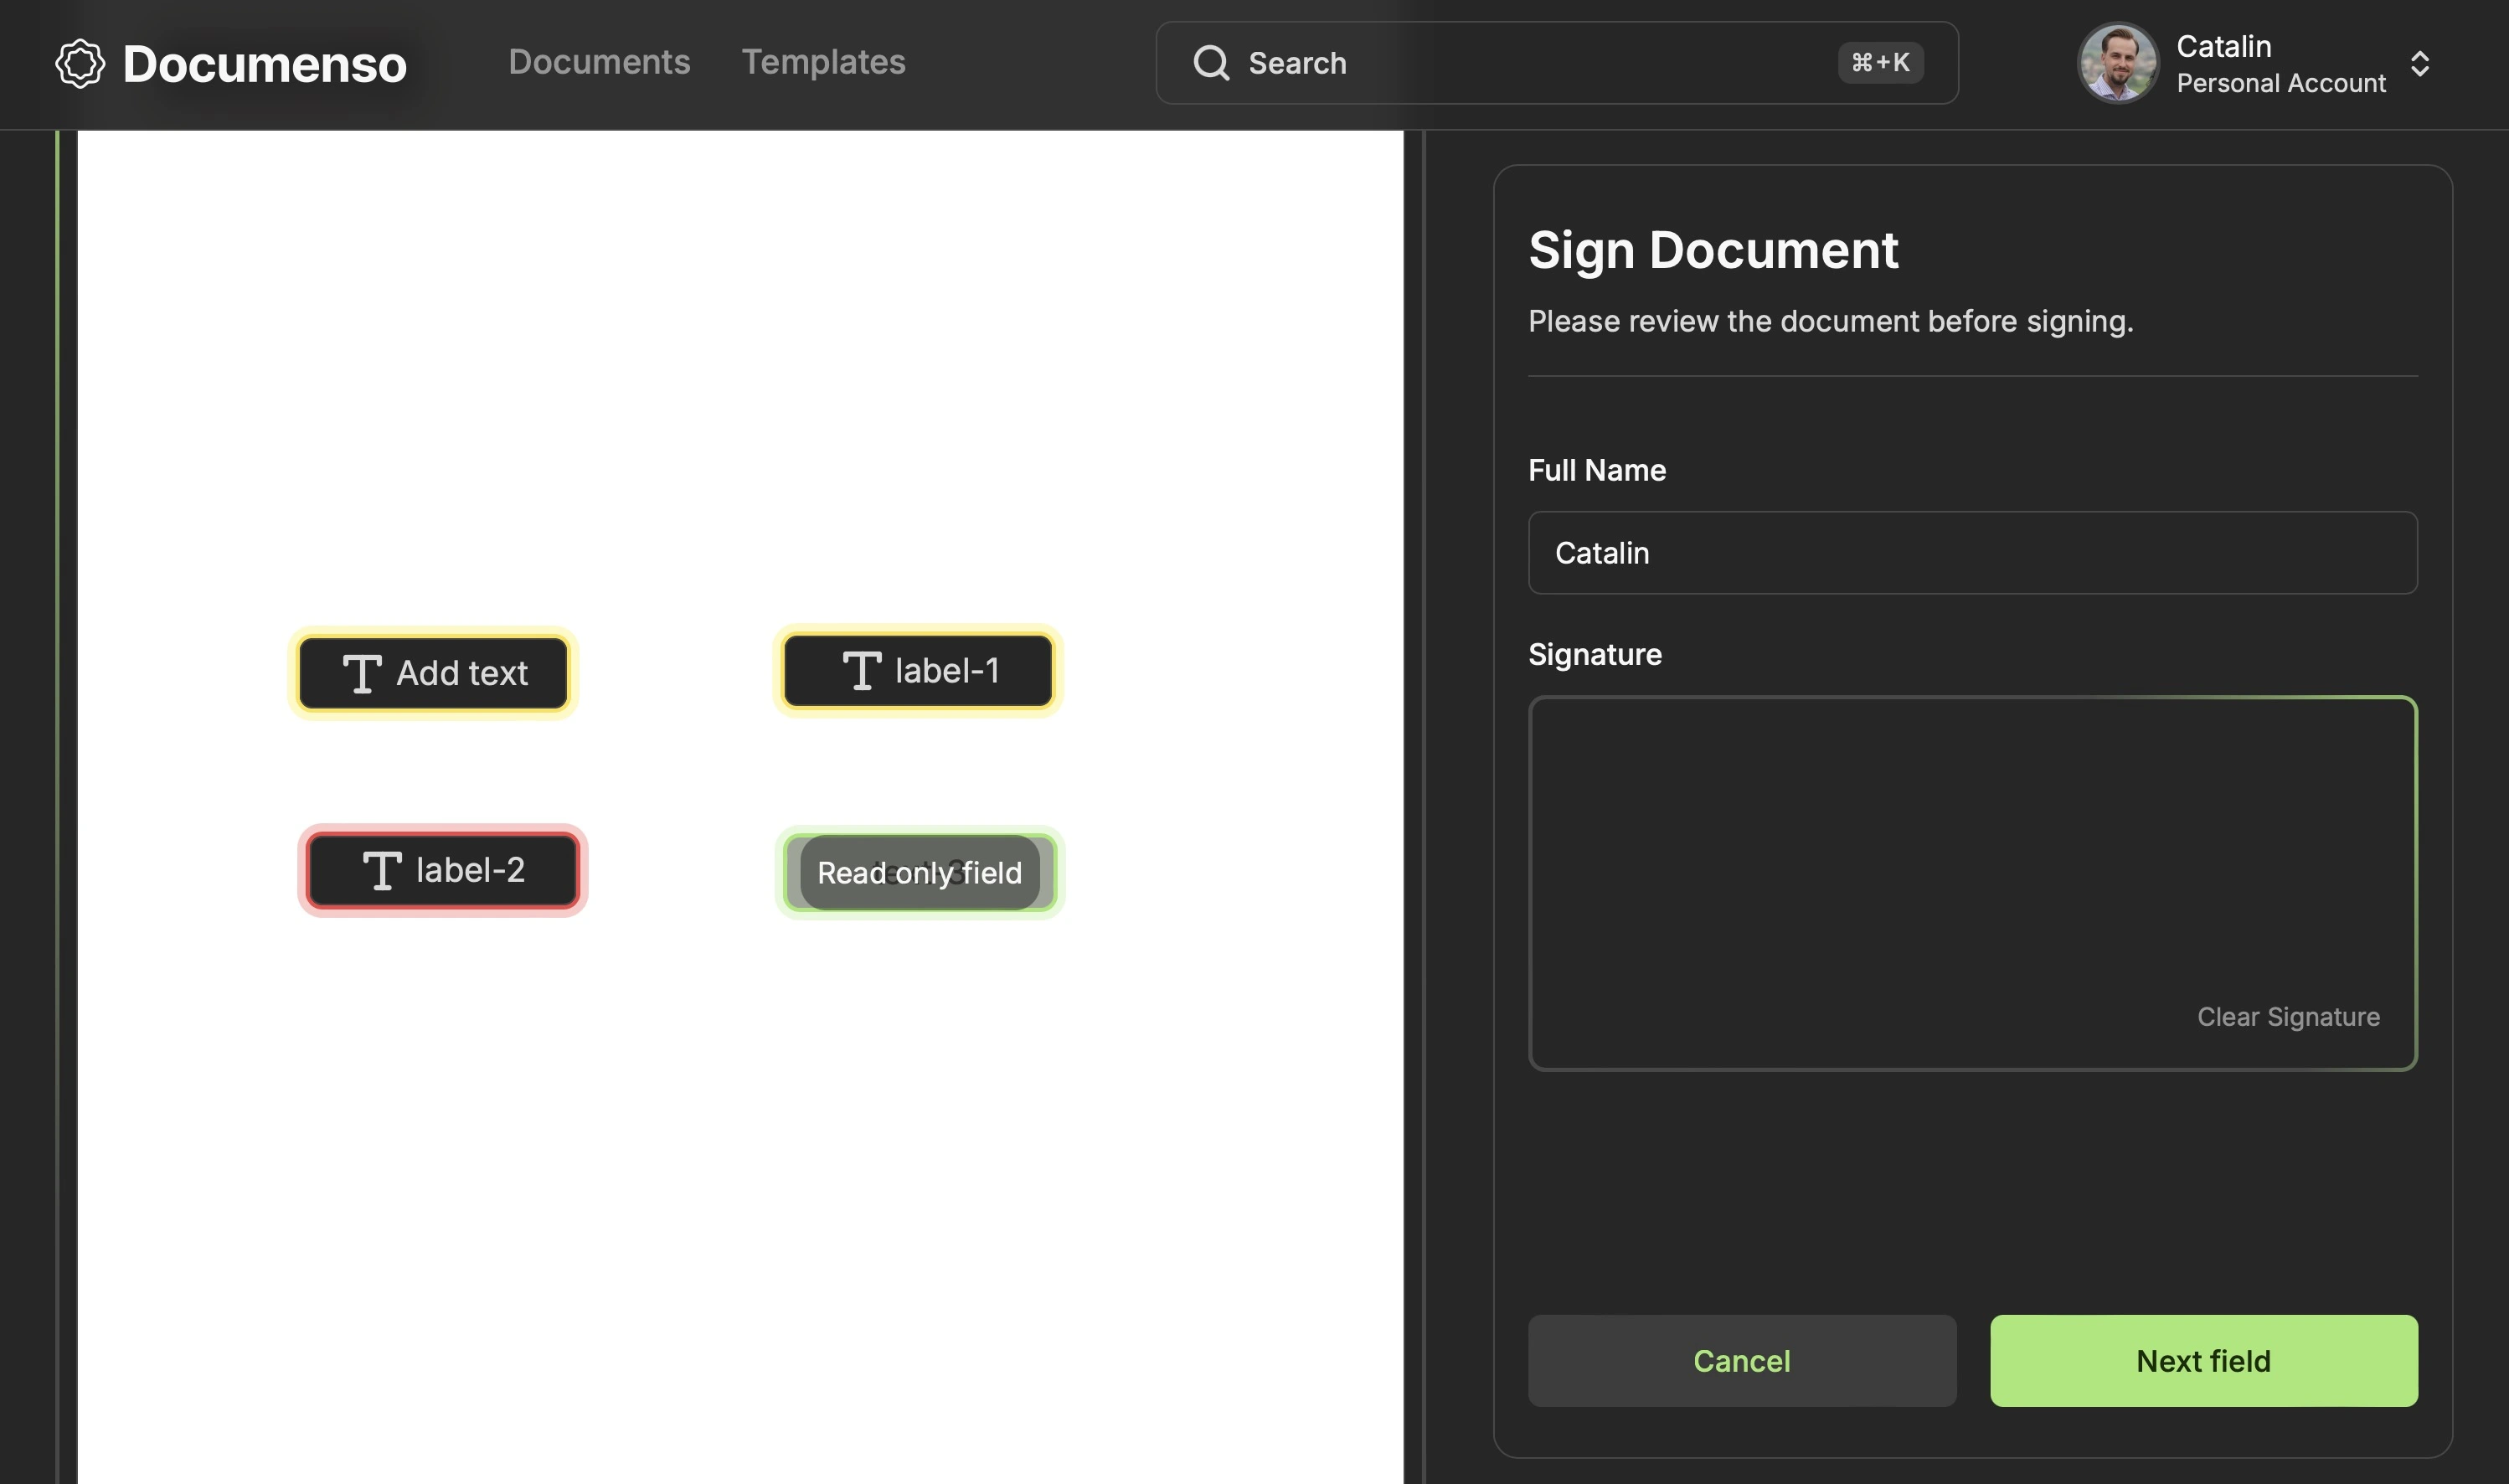 Documenso
Documents
Templates
Search
⌘+K
Catalin
Personal Account
Add text
label-1
label-2
Read only field
Sign Document
Please review the document before signing.
Full Name
Catalin
Signature
Clear Signature
Cancel
Next field